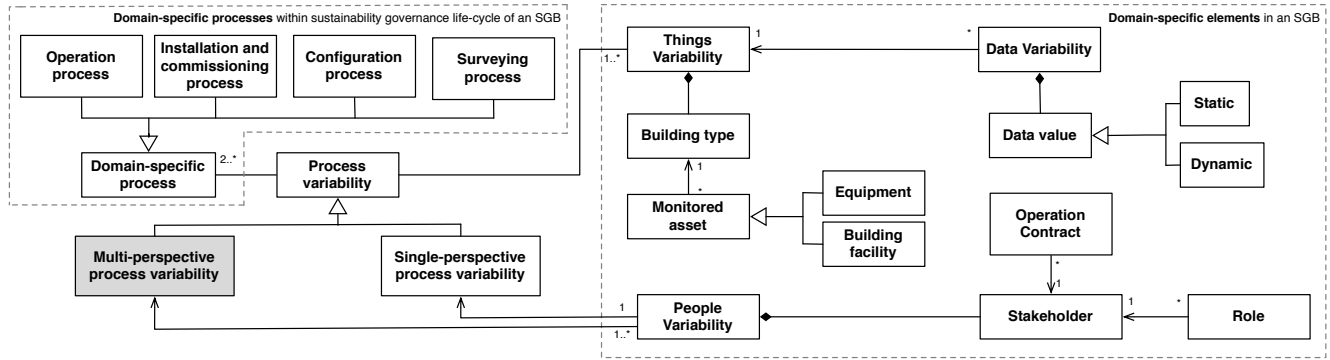 Domain-specific processes within sustainability governance life-cycle of an SGB
Operation
process
Installation and
commissioning
process
Configuration
process
Surveying
process
Domain-specific
process
2..*
Process
variability
Multi-perspective
process variability
Single-perspective
process variability
Domain-specific elements in an SGB
Things
Variability
1..*
1
*
Data Variability
Building type
Data value
Static
Dynamic
1
*
Monitored
asset
Equipment
Building
facility
Operation
Contract
*
1
People
Variability
1
1..*
Stakeholder
1
*
Role